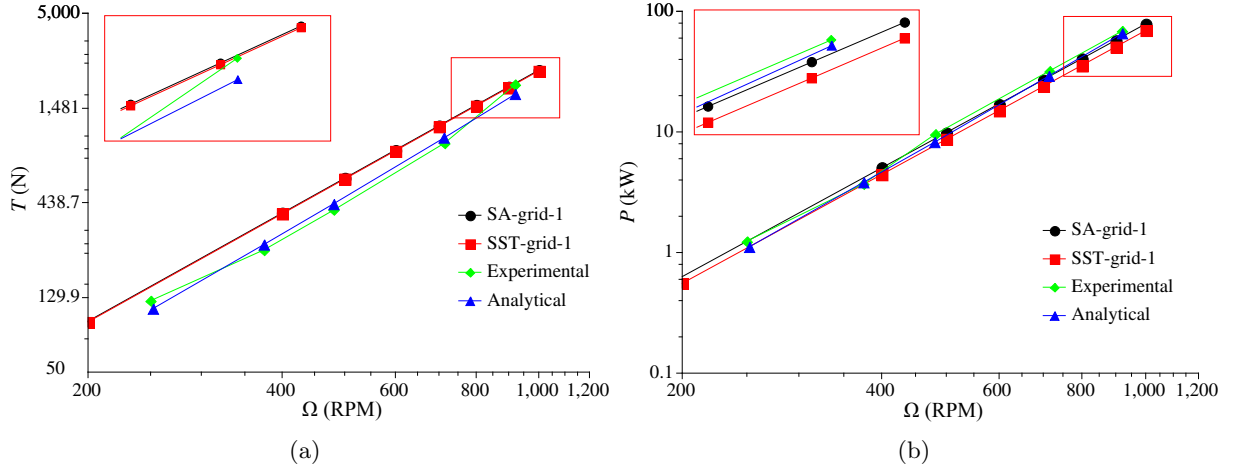 5,000
1,481
438.7
129.9
50
T (N)
200
400
600
800
1,000
1,200
Ω (RPM)
SA-grid-1
SST-grid-1
Experimental
Analytical
(a)
100
10
1
0.1
P (kW)
200
400
600
800
1,000
1,200
Ω (RPM)
SA-grid-1
SST-grid-1
Experimental
Analytical
(b)